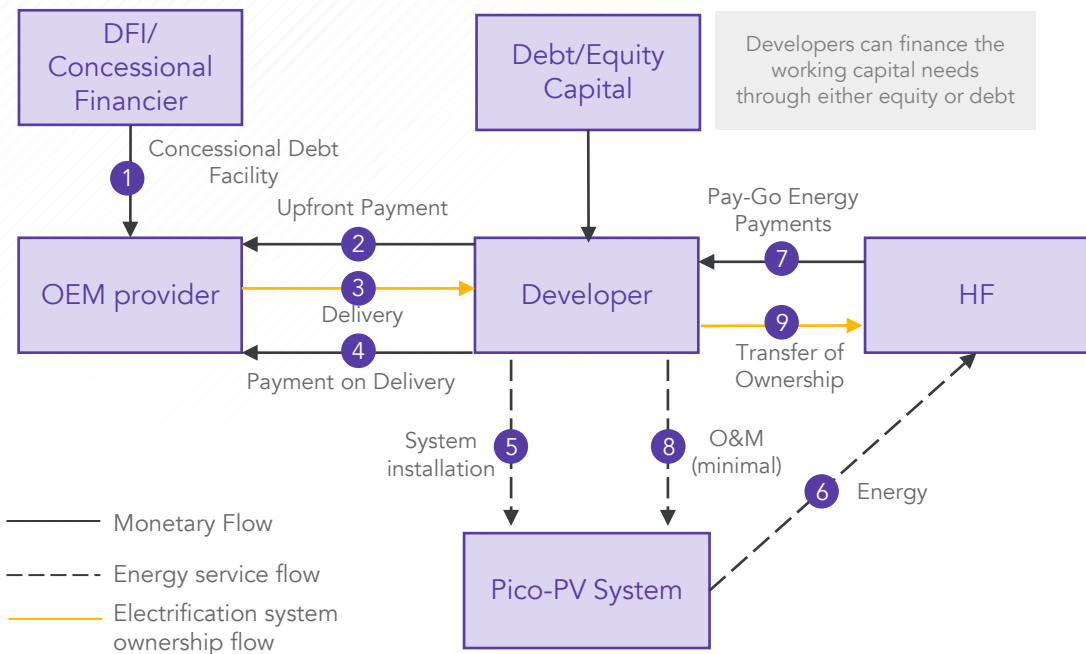 DFI/
Concessional
Financier
Debt/Equity
Capital
Developers can finance the
working capital needs
through either equity or debt
1
Concessional Debt
Facility
Upfront Payment
2
Pay-Go Energy
Payments
7
OEM provider
3
Delivery
4
Payment on Delivery
Developer
9
Transfer of
Ownership
HF
System
installation
5
8
O&M
(minimal)
6
Energy
Pico-PV System
Monetary Flow
Energy service flow
Electrification system
ownership flow